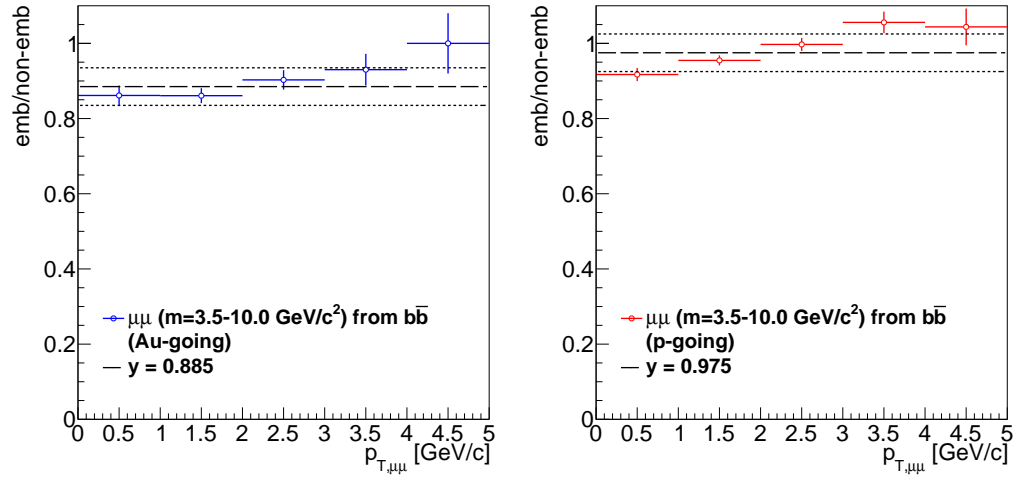 emb/non-emb
1
0.8
0.6
0.4
0.2
0
μμ (m=3.5-10.0 GeV/c²) from bb̅
(Au-going)
y = 0.885
0 0.5 1 1.5 2 2.5 3 3.5 4 4.5 5
p_T,μμ [GeV/c]
emb/non-emb
1
0.8
0.6
0.4
0.2
0
μμ (m=3.5-10.0 GeV/c²) from bb̅
(p-going)
y = 0.975
0 0.5 1 1.5 2 2.5 3 3.5 4 4.5 5
p_T,μμ [GeV/c]